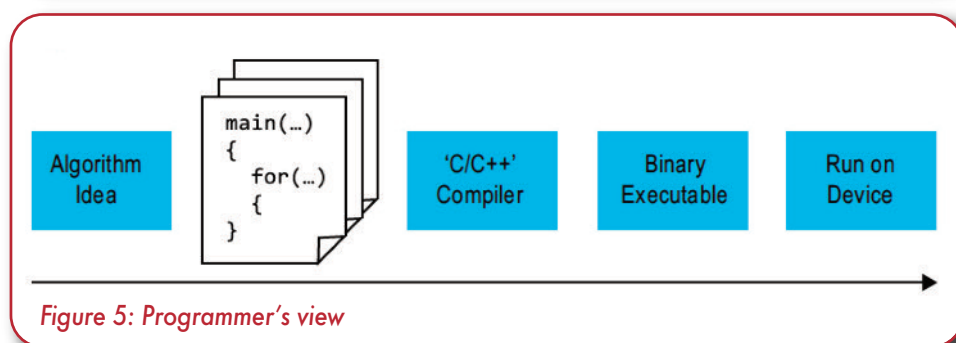 Algorithm
Idea
main(…)
{
for(…)
{
}
‘C/C++’
Compiler
Binary
Executable
Run on
Device
Figure 5: Programmer’s view